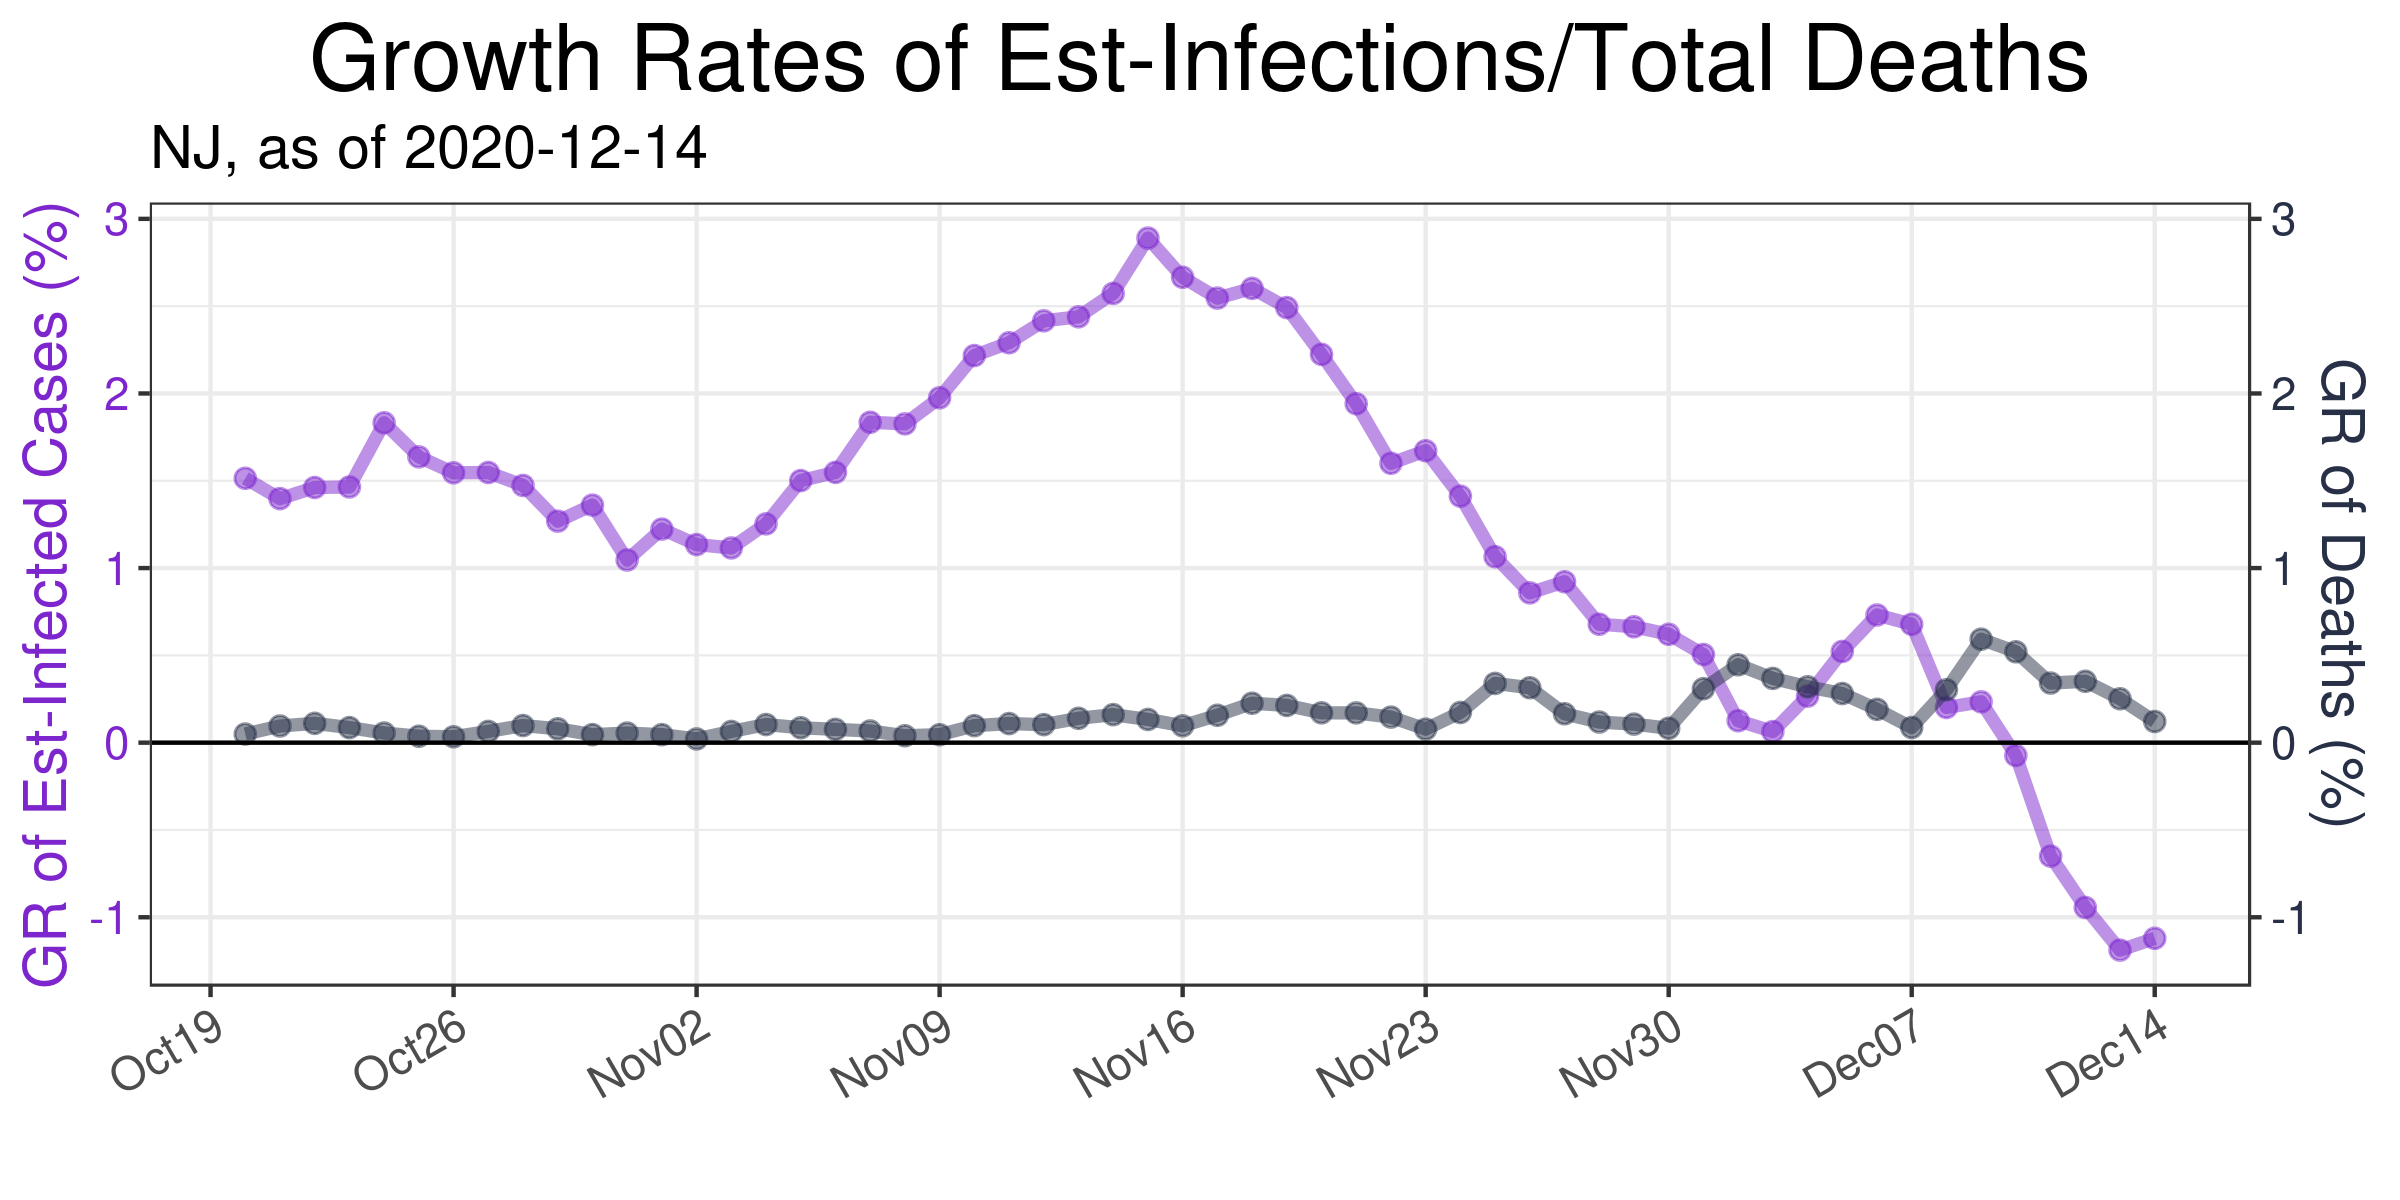 Growth Rates of Est-Infections/Total Deaths
NJ, as of 2020-12-14
GR of Est-Infected Cases (%)
3
2
1
0
-1
3
2
1
0
-1
GR of Deaths (%)
Oct19
Oct26
Nov02
Nov09
Nov16
Nov23
Nov30
Dec07
Dec14